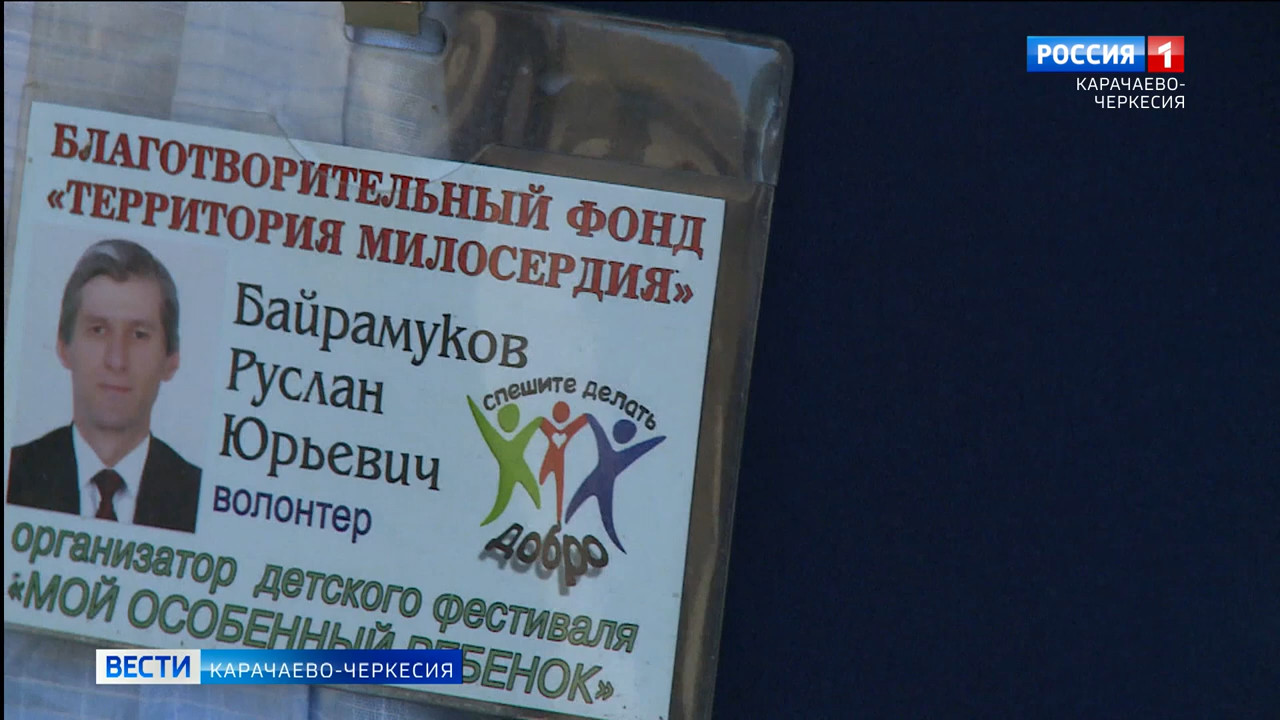 РОССИЯ 1
КАРАЧАЕВО-
ЧЕРКЕСИЯ
БЛАГОТВОРИТЕЛЬНЫЙ ФОНД
«ТЕРРИТОРИЯ МИЛОСЕРДИЯ»
Байрамуков
Руслан
Юрьевич
волонтер
спешите делать
добро
организатор детского фестиваля
«МОЙ ОСОБЕННЫЙ РЕБЕНОК»
ВЕСТИ КАРАЧАЕВО-ЧЕРКЕСИЯ